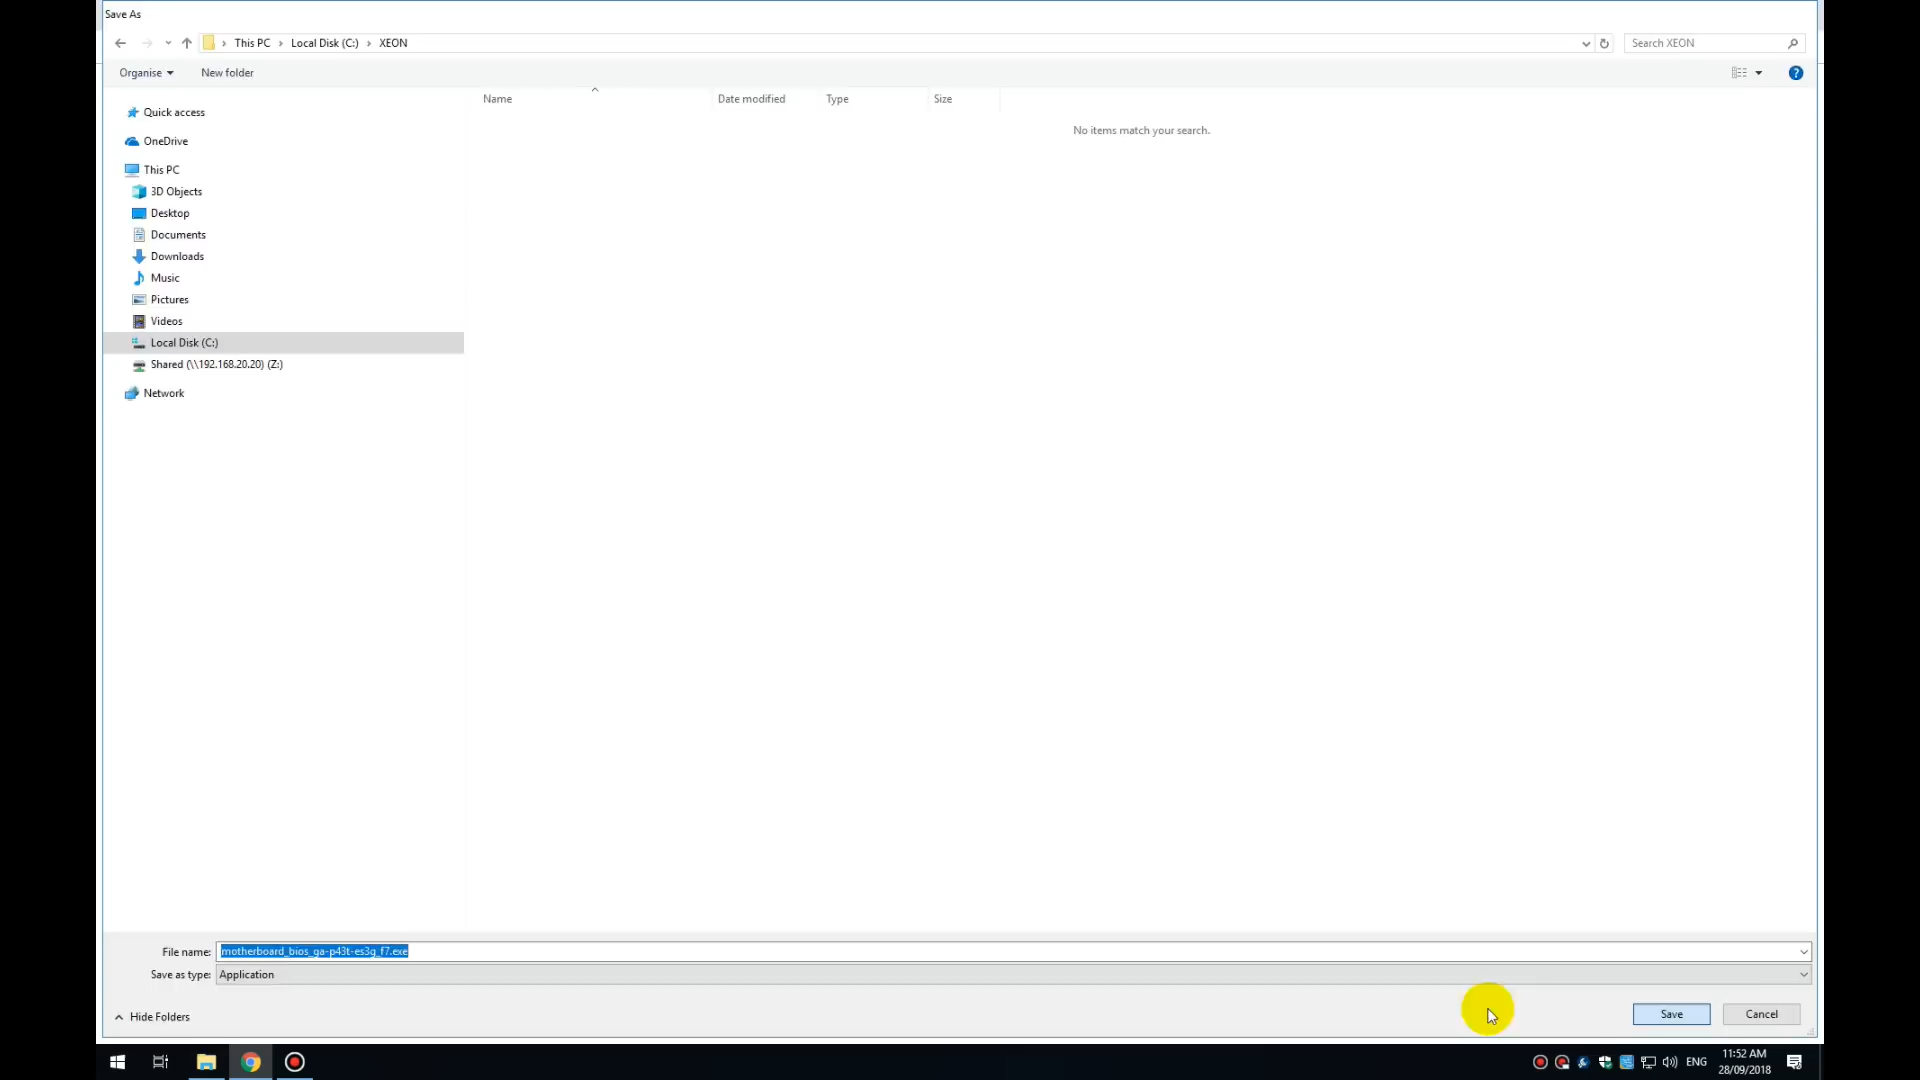 Save As
This PC
Local Disk (C:)
XEON
Search XEON
Organise
New folder
?
Name
Date modified
Type
Size
No items match your search.
Quick access
OneDrive
This PC
3D Objects
Desktop
Documents
Downloads
Music
Pictures
Videos
Local Disk (C:)
Shared (\\192.168.20.20) (Z:)
Network
File name:
motherboard_bios_ga-p43t-es3g_f7.exe
Save as type:
Application
Hide Folders
Save
Cancel
ENG
11:52 AM
28/09/2018